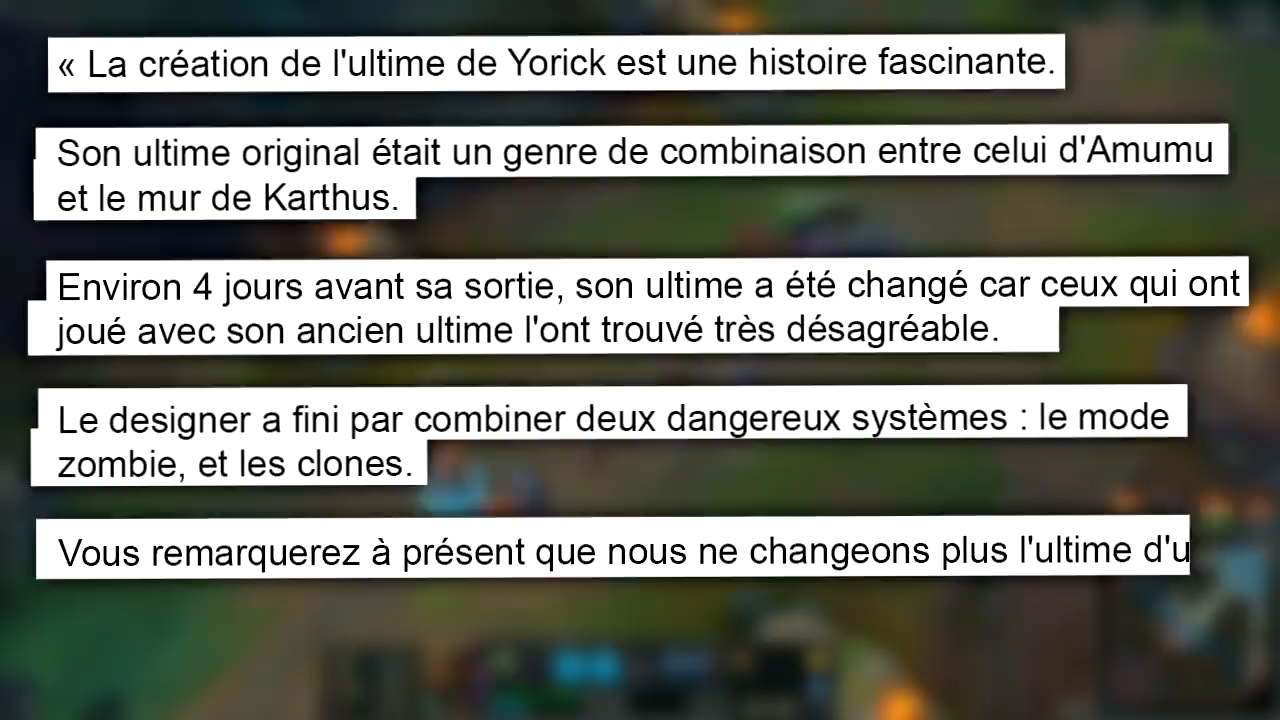 « La création de l'ultime de Yorick est une histoire fascinante.
Son ultime original était un genre de combinaison entre celui d'Amumu
et le mur de Karthus.
Environ 4 jours avant sa sortie, son ultime a été changé car ceux qui ont
joué avec son ancien ultime l'ont trouvé très désagréable.
Le designer a fini par combiner deux dangereux systèmes : le mode
zombie, et les clones.
Vous remarquerez à présent que nous ne changeons plus l'ultime d'u